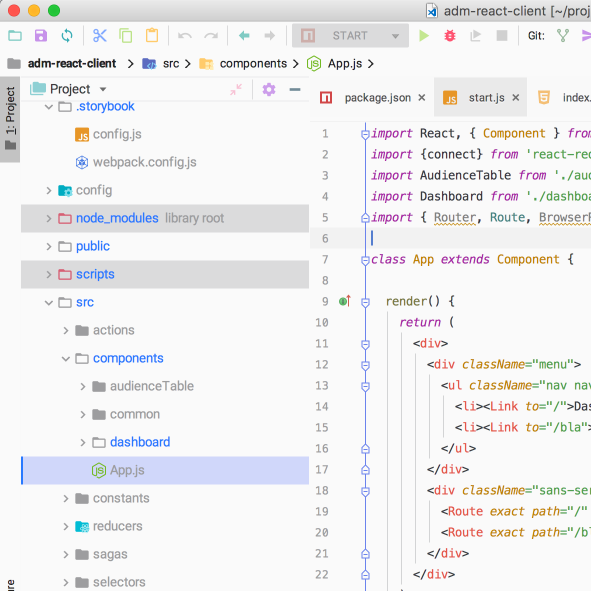 adm-react-client [~/proj
START
Git:
adm-react-client
src
components
App.js
1: Project
Project
package.json
start.js
index.
.storybook
config.js
webpack.config.js
config
node_modules library root
public
scripts
src
actions
components
audienceTable
common
dashboard
App.js
constants
reducers
sagas
selectors
1 import React, { Component } from
2 import {connect} from 'react-red
3 import AudienceTable from './aud
4 import Dashboard from './dashboa
5 import { Router, Route, BrowserR
6
7 class App extends Component {
8
9 render() {
10 return (
11 <div>
12 <div className="menu">
13 <ul className="nav nav
14 <li><Link to="/">Das
15 <li><Link to="/bla">
16 </ul>
17 </div>
18 <div className="sans-ser
19 <Route exact path="/"
20 <Route exact path="/bl
21 </div>
22 </div>